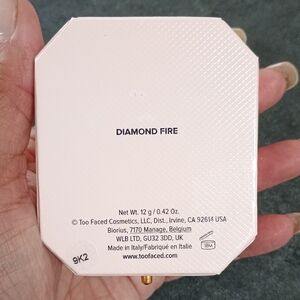 DIAMOND FIRE
Net Wt. 12 g / 0.42 Oz.
© Too Faced Cosmetics, LLC, Dist., Irvine, CA 92614 USA
Biorius, 7170 Manage, Belgium
WLB LTD, GU32 3DD, UK
Made in Italy/Fabriqué en Italie
www.toofaced.com
18M
9K2